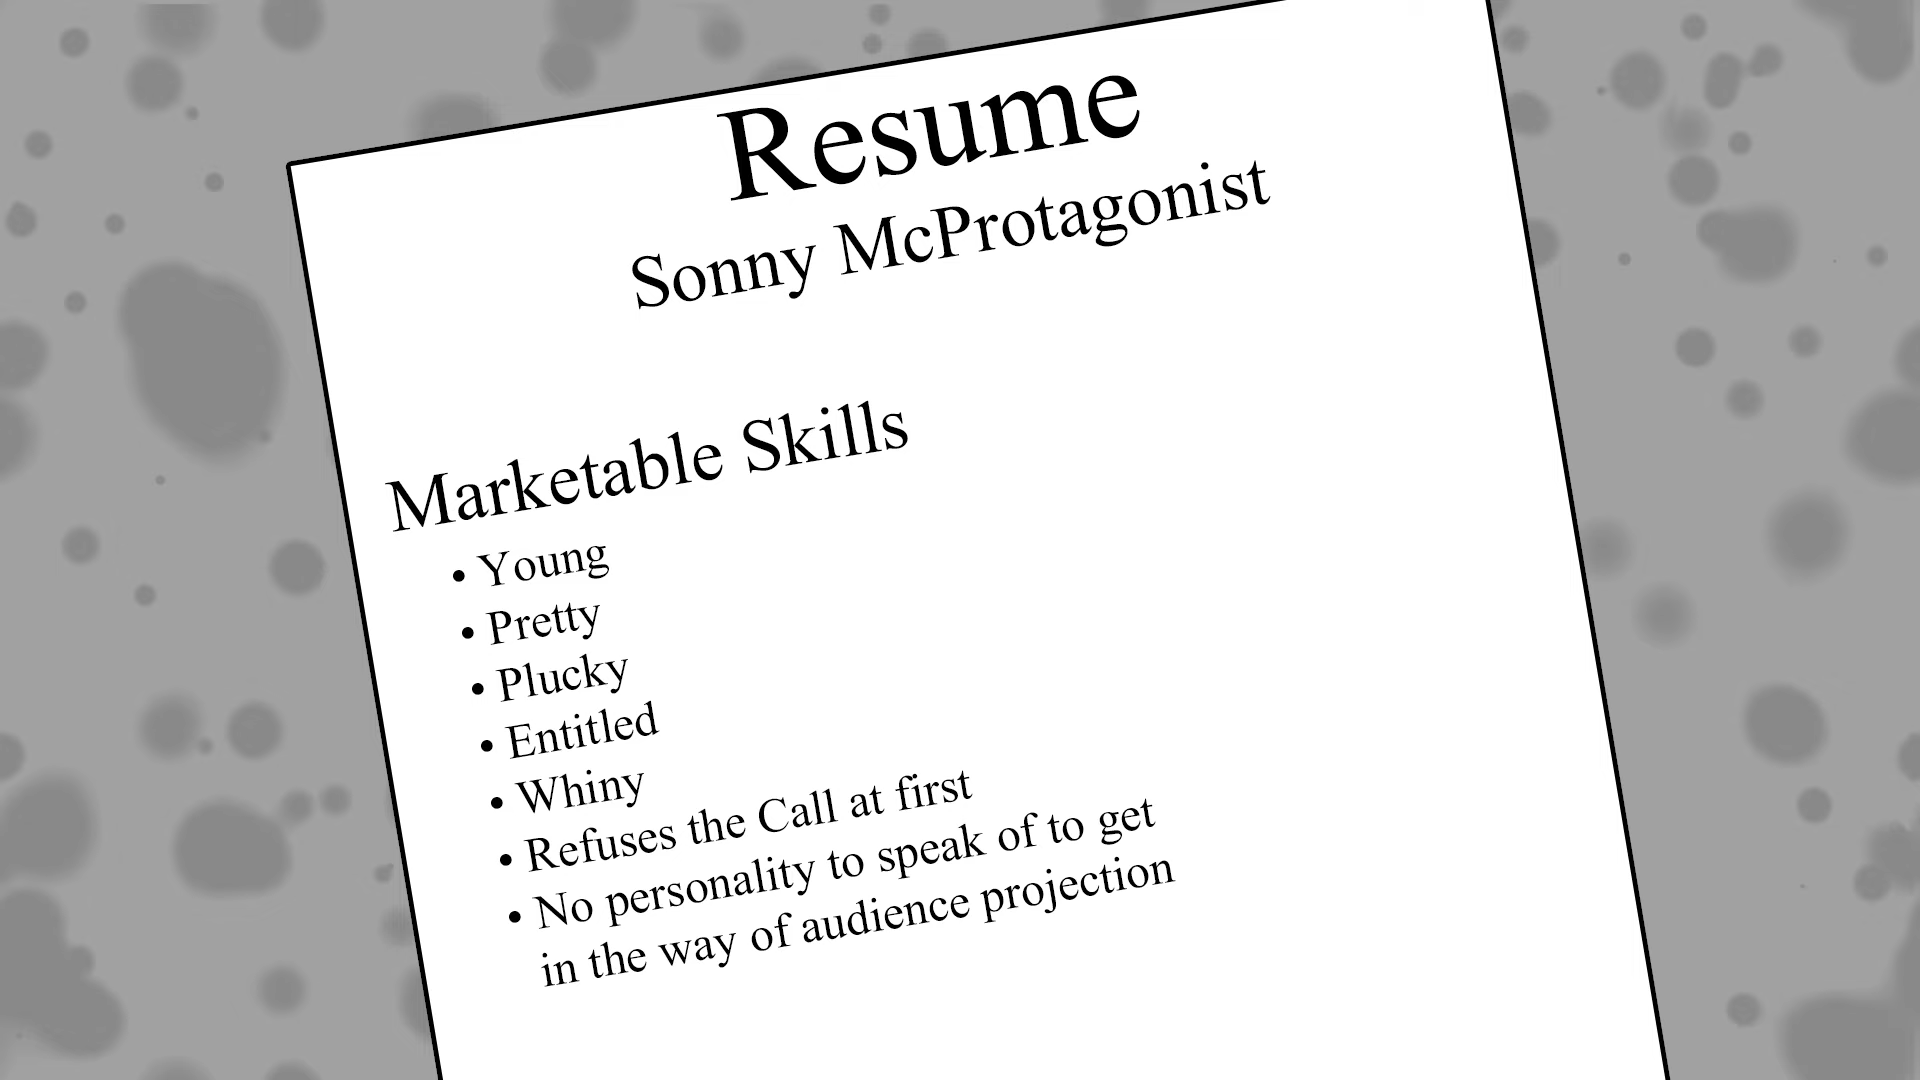 Resume
Sonny McProtagonist
Marketable Skills
• Young
• Pretty
• Plucky
• Entitled
• Whiny
• Refuses the Call at first
• No personality to speak of to get
in the way of audience projection